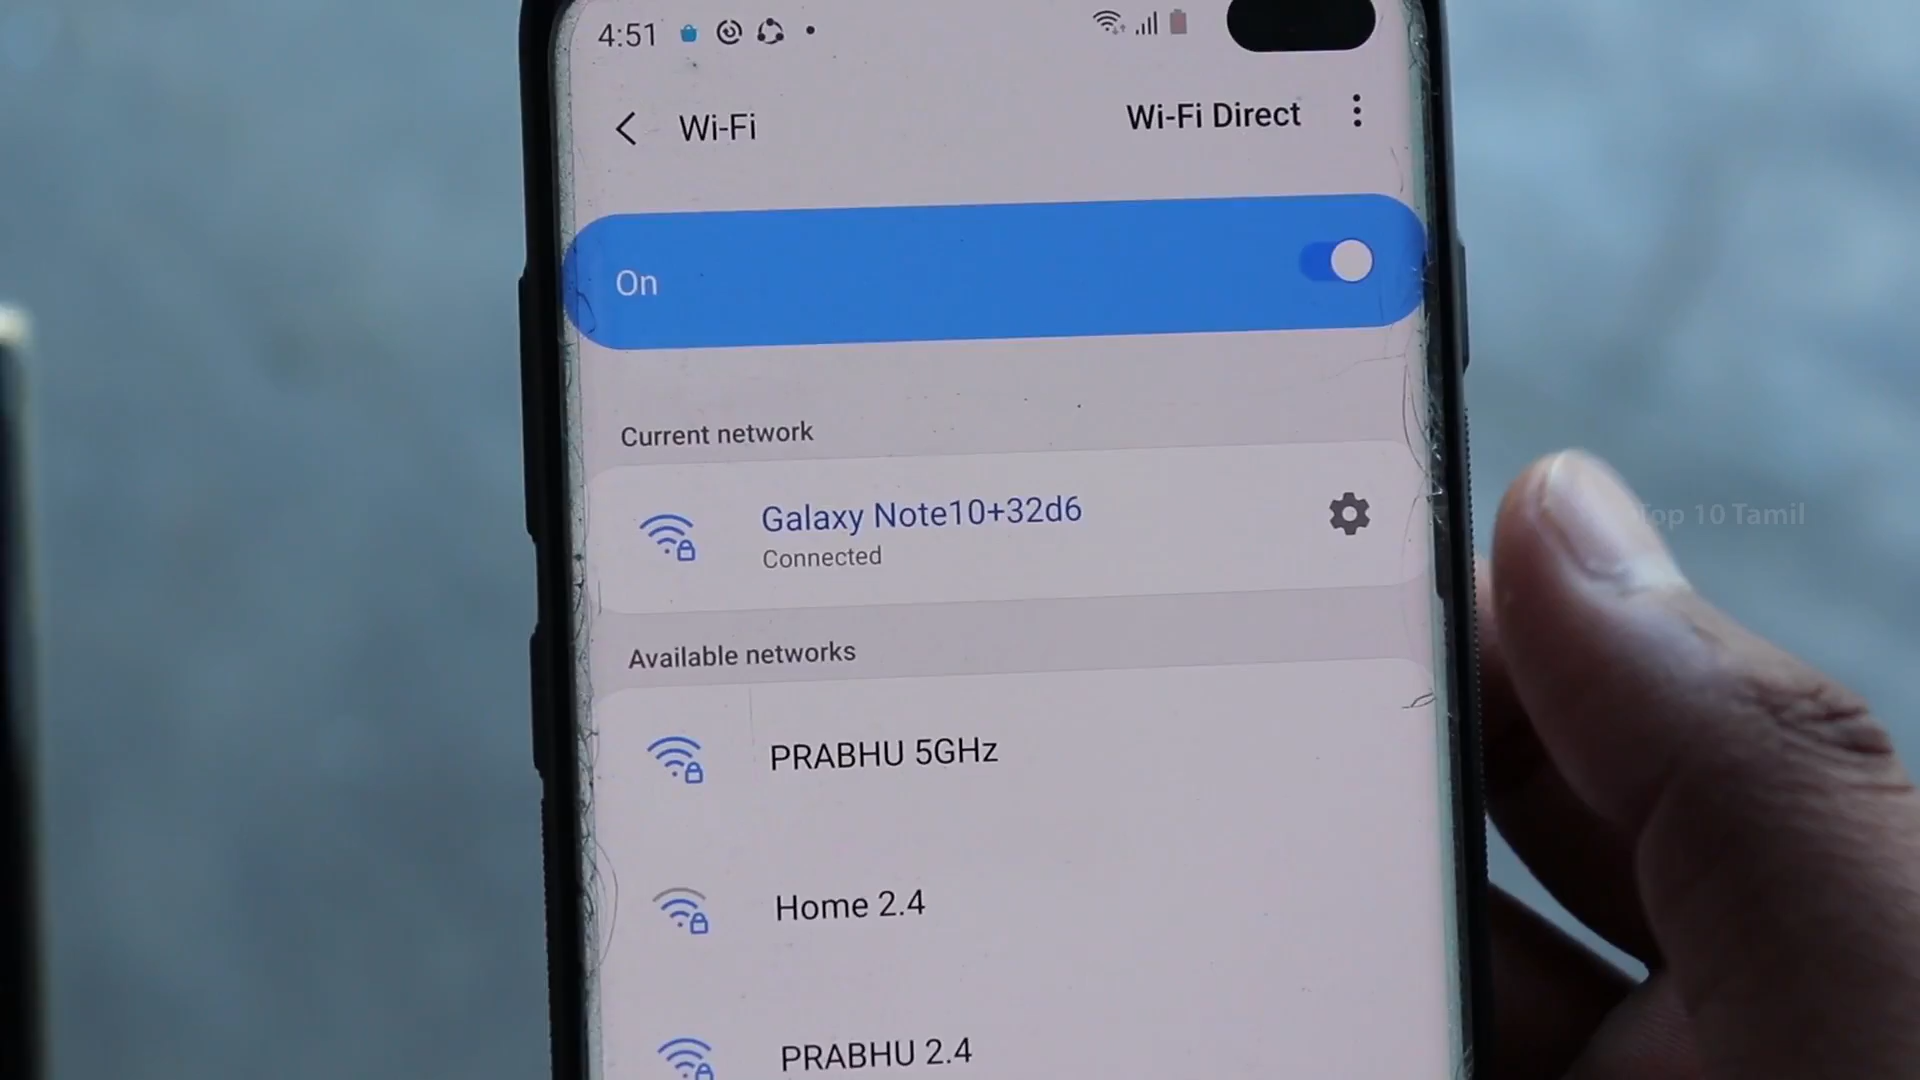 4:51
Wi-Fi
Wi-Fi Direct
On
Current network
Galaxy Note10+32d6
Connected
Available networks
PRABHU 5GHz
Home 2.4
PRABHU 2.4
Top 10 Tamil